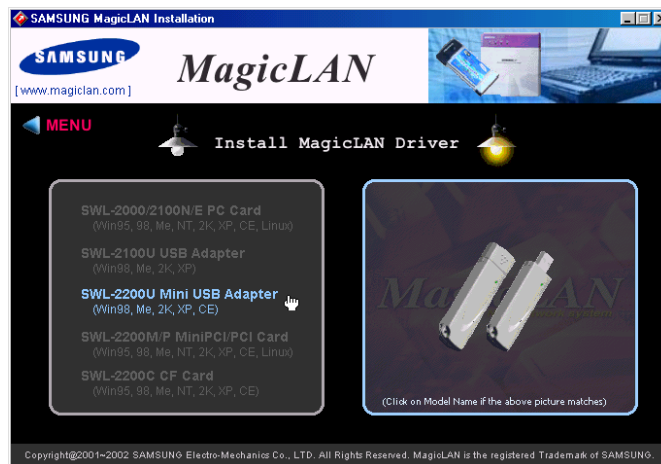 SAMSUNG MagicLAN Installation
SAMSUNG
MagicLAN
[ www.magiclan.com ]
MENU
Install MagicLAN Driver
SWL-2000/2100N/E PC Card
(Win95, 98, Me, NT, 2K, XP, CE, Linux)
SWL-2100U USB Adapter
(Win98, Me, 2K, XP)
SWL-2200U Mini USB Adapter
(Win98, Me, 2K, XP, CE)
SWL-2200M/P MiniPCI/PCI Card
(Win95, 98, Me, NT, 2K, XP, CE, Linux)
SWL-2200C CF Card
(Win95, 98, Me, NT, 2K, XP, CE)
(Click on Model Name if the above picture matches)
Copyright@2001~2002 SAMSUNG Electro-Mechanics Co., LTD. All Rights Reserved. MagicLAN is the registered Trademark of SAMSUNG.